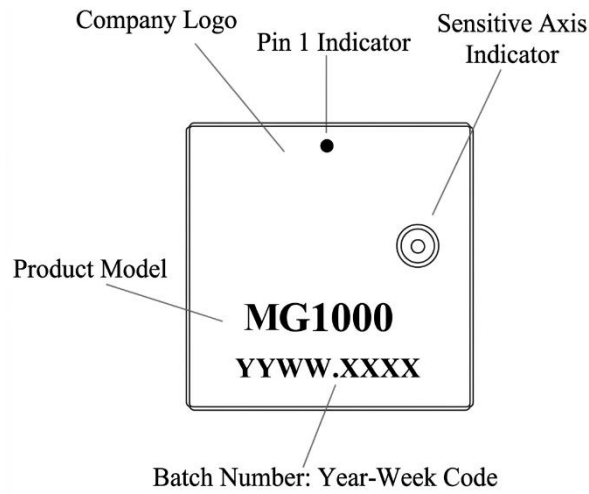 Company Logo
Pin 1 Indicator
Sensitive Axis
Indicator
Product Model
MG1000
YYWW.XXXX
Batch Number: Year-Week Code